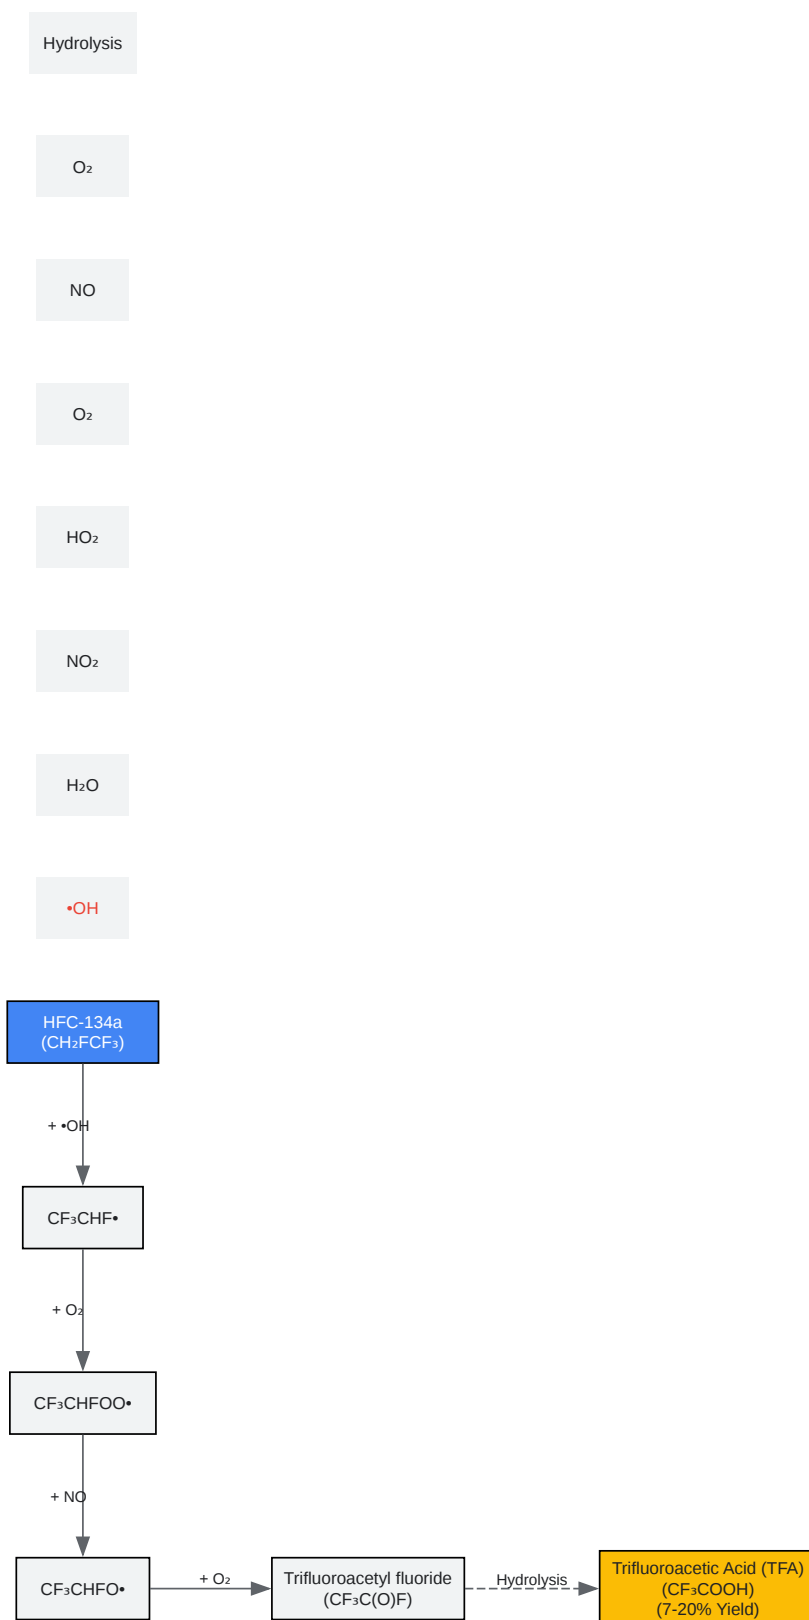 Hydrolysis
O₂
NO
O₂
HO₂
NO₂
H₂O
•OH
HFC-134a
(CH₂FCF₃)
+ •OH
CF₃CHF•
+ O₂
CF₃CHFOO•
+ NO
CF₃CHFO•
+ O₂
Trifluoroacetyl fluoride
(CF₃C(O)F)
Hydrolysis
Trifluoroacetic Acid (TFA)
(CF₃COOH)
(7-20% Yield)